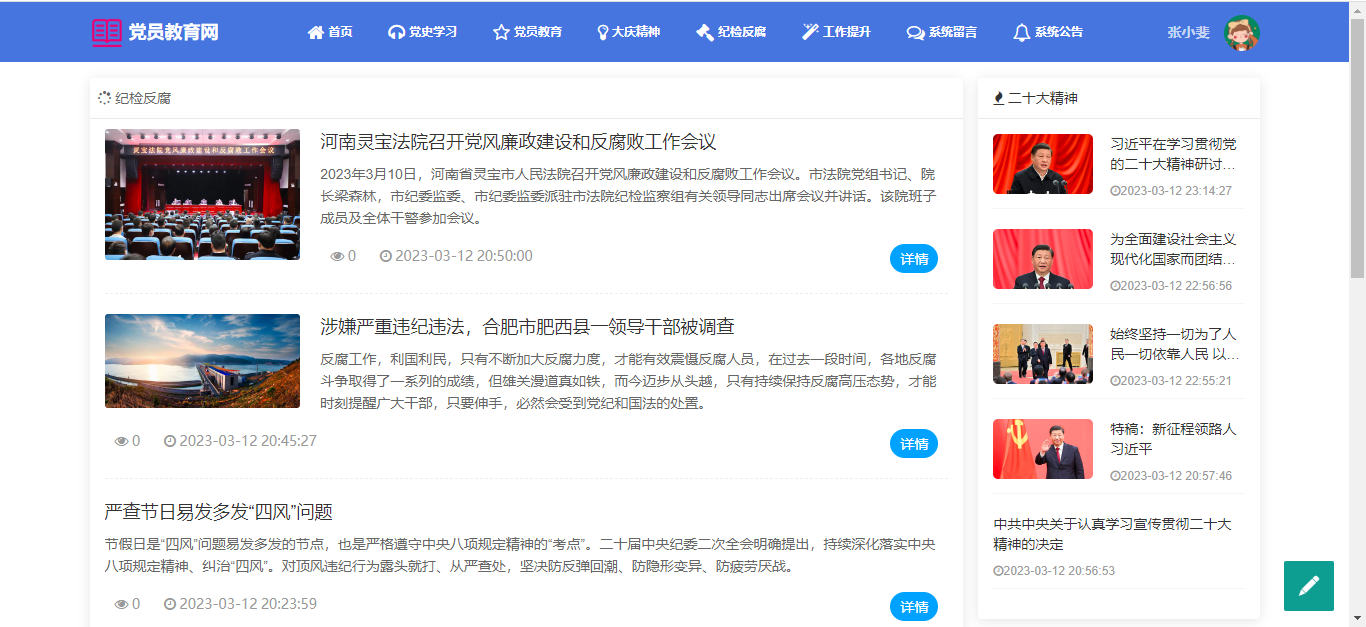 党员教育网
首页
党史学习
党员教育
大庆精神
纪检反腐
工作提升
系统留言
系统公告
张小斐
纪检反腐
灵宝法院党风廉政建设和反腐败工作会议
河南灵宝法院召开党风廉政建设和反腐败工作会议
2023年3月10日，河南省灵宝市人民法院召开党风廉政建设和反腐败工作会议。市法院党组书记、院
长梁森林，市纪委监委、市纪委监委派驻市法院纪检监察组有关领导同志出席会议并讲话。该院班子
成员及全体干警参加会议。
0 2023-03-12 20:50:00
详情
涉嫌严重违纪违法，合肥市肥西县一领导干部被调查
反腐工作，利国利民，只有不断加大反腐力度，才能有效震慑反腐人员，在过去一段时间，各地反腐
斗争取得了一系列的成绩，但雄关漫道真如铁，而今迈步从头越，只有持续保持反腐高压态势，才能
时刻提醒广大干部，只要伸手，必然会受到党纪和国法的处置。
0 2023-03-12 20:45:27
详情
严查节日易发多发“四风”问题
节假日是“四风”问题易发多发的节点，也是严格遵守中央八项规定精神的“考点”。二十届中央纪委二次全会明确提出，持续深化落实中央
八项规定精神、纠治“四风”。对顶风违纪行为露头就打、从严查处，坚决防反弹回潮、防隐形变异、防疲劳厌战。
0 2023-03-12 20:23:59
详情
二十大精神
习近平在学习贯彻党
的二十大精神研讨…
2023-03-12 23:14:27
为全面建设社会主义
现代化国家而团结…
2023-03-12 22:56:56
始终坚持一切为了人
民一切依靠人民 以…
2023-03-12 22:55:21
特稿：新征程领路人
习近平
2023-03-12 20:57:46
中共中央关于认真学习宣传贯彻二十大
精神的决定
2023-03-12 20:56:53